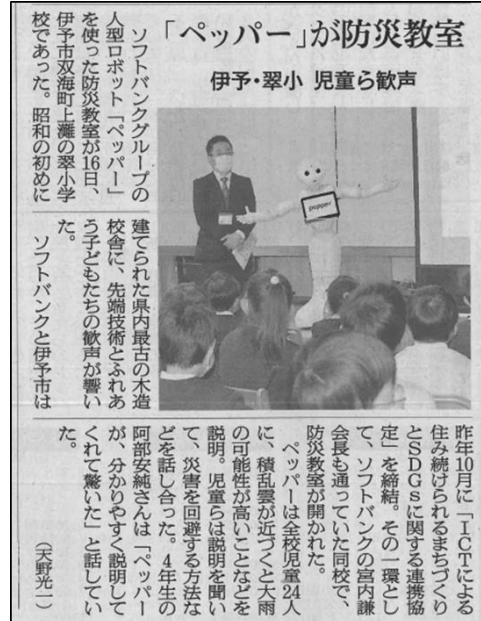 「ペッパー」が防災教室
伊予・翠小 児童ら歓声
ソフトバンクグループの
人型ロボット「ペッパー」
を使った防災教室が16日、
伊予市双海町上灘の翠小学
校であった。昭和の初めに
建てられた県内最古の木造
校舎に、先端技術とふれあ
う子どもたちの歓声が響い
た。
ソフトバンクと伊予市は
昨年10月に「ICTによる
住み続けられるまちづくり
とSDGsに関する連携協
定」を締結。その一環とし
て、ソフトバンクの宮内謙
会長も通っていた同校で、
防災教室が開かれた。
ペッパーは全校児童24人
に、積乱雲が近づくと大雨
の可能性が高いことなどを
説明。児童らは説明を聞い
て、災害を回避する方法な
どを話し合った。4年生の
阿部安純さんは「ペッパー
が、分かりやすく説明して
くれて驚いた」と話してい
た。
(天野光一)
pepper